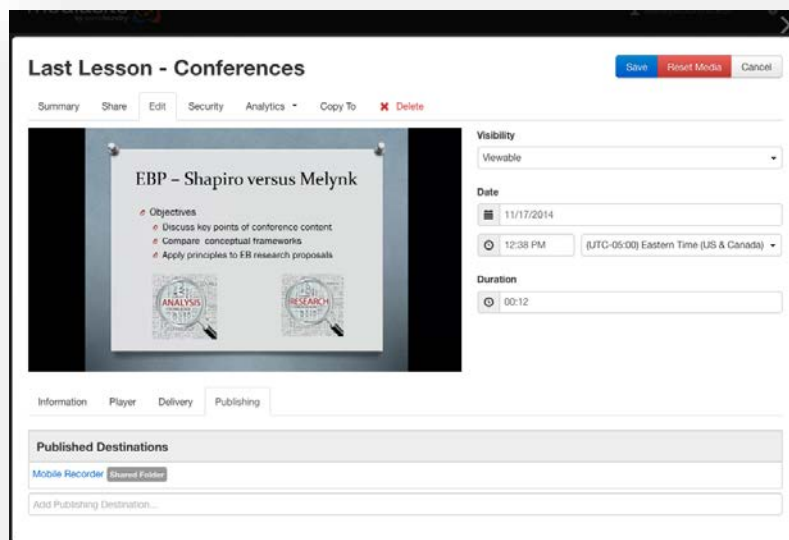 Last Lesson - Conferences
Save Reset Media Cancel
Summary Share Edit Security Analytics Copy To Delete
EBP – Shapiro versus Melynk
Objectives
Discuss key points of conference content
Compare conceptual frameworks
Apply principles to EB research proposals
ANALYSIS
RESEARCH
Visibility
Viewable
Date
11/17/2014
12:38 PM (UTC-05:00) Eastern Time (US & Canada)
Duration
00:12
Information Player Delivery Publishing
Published Destinations
Mobile Recorder Shared Folder
Add Publishing Destination...